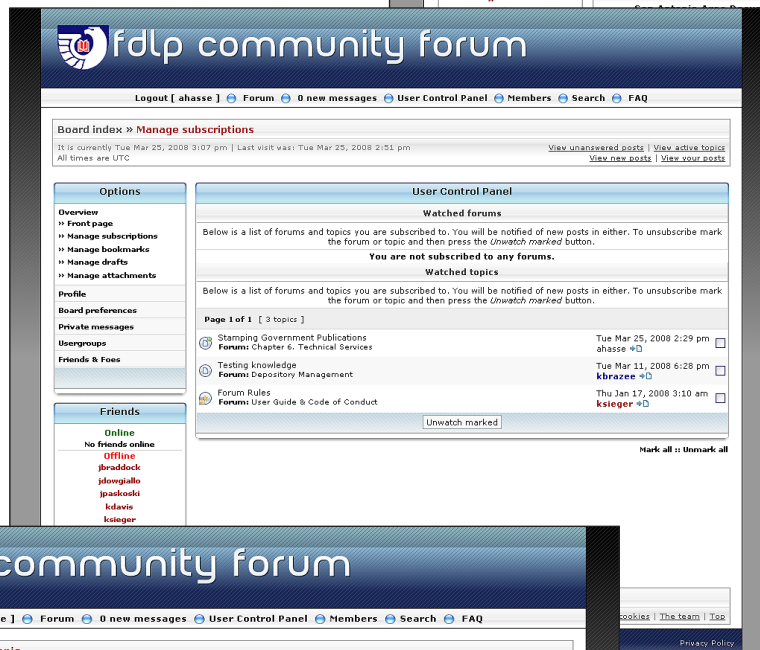 fdlp community forum
Logout [ ahasse ] Forum 0 new messages User Control Panel Members Search FAQ
Board index » Manage subscriptions
It is currently Tue Mar 25, 2008 3:07 pm | Last visit was: Tue Mar 25, 2008 2:51 pm
All times are UTC
View unanswered posts | View active topics
View new posts | View your posts
Options
Overview
›› Front page
›› Manage subscriptions
›› Manage bookmarks
›› Manage drafts
›› Manage attachments
Profile
Board preferences
Private messages
Usergroups
Friends & Foes
Friends
Online
No friends online
Offline
jbraddock
jdowgiallo
jpaskoski
kdavis
ksieger
User Control Panel
Watched forums
Below is a list of forums and topics you are subscribed to. You will be notified of new posts in either. To unsubscribe mark
the forum or topic and then press the Unwatch marked button.
You are not subscribed to any forums.
Watched topics
Below is a list of forums and topics you are subscribed to. You will be notified of new posts in either. To unsubscribe mark
the forum or topic and then press the Unwatch marked button.
Page 1 of 1 [ 3 topics ]
Stamping Government Publications
Forum: Chapter 6. Technical Services
Tue Mar 25, 2008 2:29 pm
ahasse
Testing knowledge
Forum: Depository Management
Tue Mar 11, 2008 6:28 pm
kbrazee
Forum Rules
Forum: User Guide & Code of Conduct
Thu Jan 17, 2008 3:10 am
ksieger
Unwatch marked
Mark all :: Unmark all
community forum
e ] Forum 0 new messages User Control Panel Members Search FAQ
cookies | The team | Top
Privacy Policy